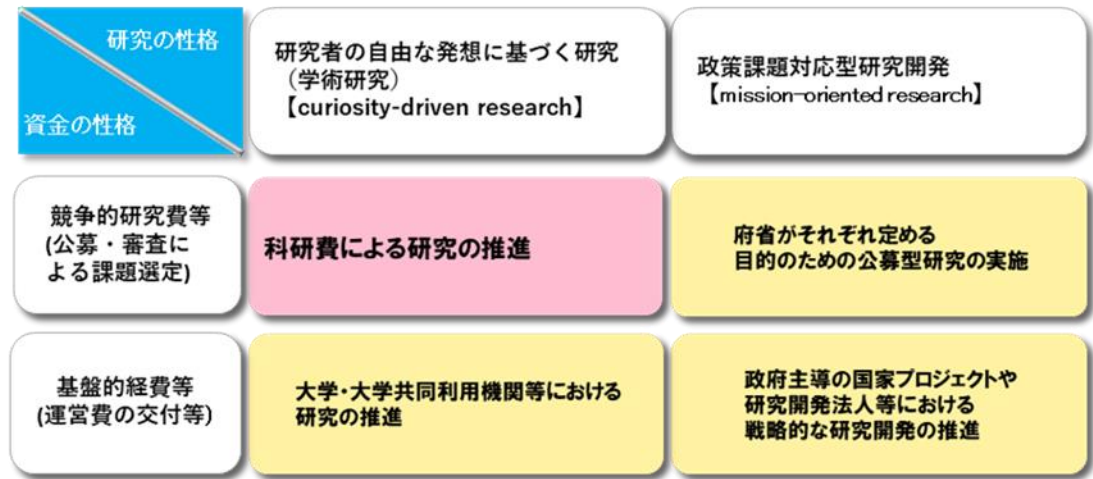 研究の性格
資金の性格
研究者の自由な発想に基づく研究
（学術研究）
【curiosity-driven research】
政策課題対応型研究開発
【mission-oriented research】
競争的研究費等
(公募・審査に
よる課題選定)
科研費による研究の推進
府省がそれぞれ定める
目的のための公募型研究の実施
基盤的経費等
(運営費の交付等)
大学・大学共同利用機関等における
研究の推進
政府主導の国家プロジェクトや
研究開発法人等における
戦略的な研究開発の推進